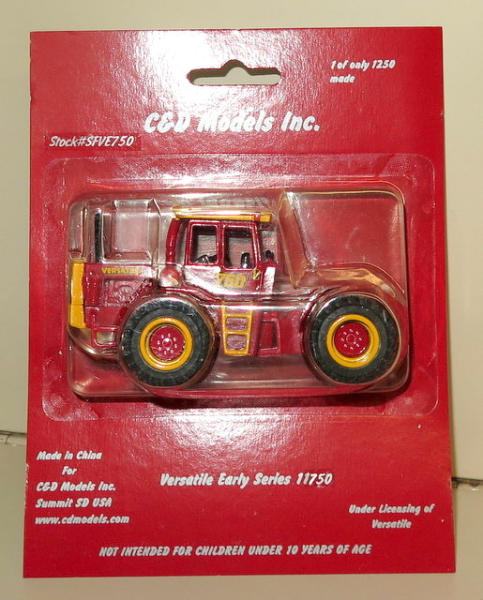 1 of only 1250
made
C&D Models Inc.
Stock#SFVE750
VERSATILE
750
Made in China
For
C&D Models Inc.
Summit SD USA
www.cdmodels.com
Versatile Early Series 11750
Under Licensing of
Versatile
NOT INTENDED FOR CHILDREN UNDER 10 YEARS OF AGE